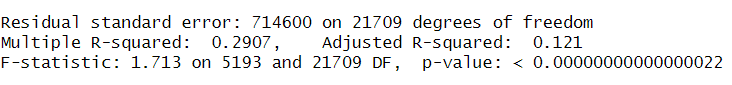 Residual standard error: 714600 on 21709 degrees of freedom
Multiple R-squared:  0.2907,    Adjusted R-squared:  0.121
F-statistic: 1.713 on 5193 and 21709 DF,  p-value: < 0.00000000000000022